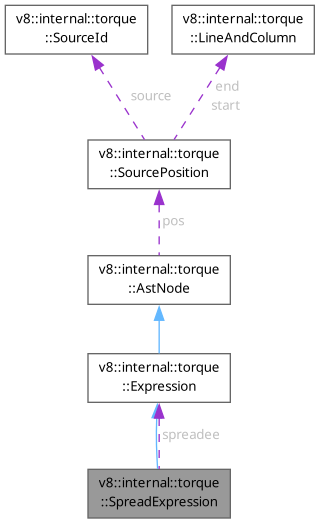 v8::internal::torque
::SourceId
v8::internal::torque
::LineAndColumn
source
end
start
v8::internal::torque
::SourcePosition
pos
v8::internal::torque
::AstNode
v8::internal::torque
::Expression
spreadee
v8::internal::torque
::SpreadExpression